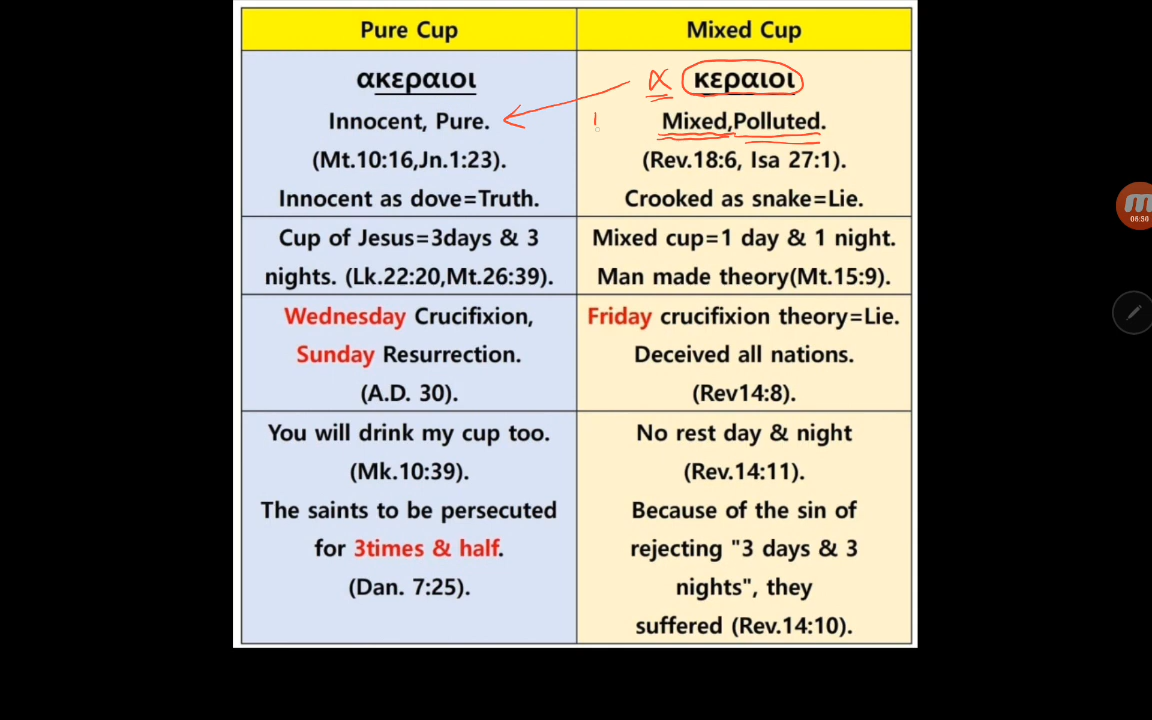 Pure Cup
Mixed Cup
ακεραιοι
Innocent, Pure.
(Mt.10:16,Jn.1:23).
Innocent as dove=Truth.
α κεραιοι
Mixed,Polluted.
(Rev.18:6, Isa 27:1).
Crooked as snake=Lie.
Cup of Jesus=3days & 3
nights. (Lk.22:20,Mt.26:39).
Mixed cup=1 day & 1 night.
Man made theory(Mt.15:9).
Wednesday Crucifixion,
Sunday Resurrection.
(A.D. 30).
Friday crucifixion theory=Lie.
Deceived all nations.
(Rev14:8).
You will drink my cup too.
(Mk.10:39).
The saints to be persecuted
for 3times & half.
(Dan. 7:25).
No rest day & night
(Rev.14:11).
Because of the sin of
rejecting "3 days & 3
nights", they
suffered (Rev.14:10).
05:50